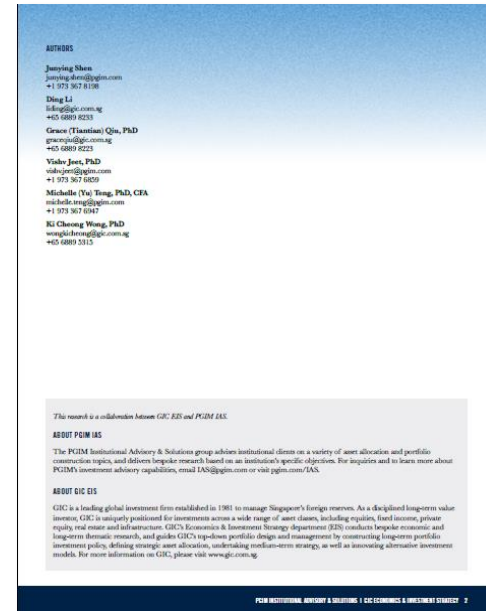 AUTHORS
Junying Shen
junying.shen@pgim.com
+1 973 367 8198
Ding Li
liding@gic.com.sg
+65 6889 8233
Grace (Tiantian) Qiu, PhD
graceqiu@gic.com.sg
+65 6889 8223
Vishv Jeet, PhD
vishv.jeet@pgim.com
+1 973 367 6859
Michelle (Yu) Teng, PhD, CFA
michelle.teng@pgim.com
+1 973 367 6947
Ki Cheong Wong, PhD
wongkicheong@gic.com.sg
+65 6889 5315
This research is a collaboration between GIC EIS and PGIM IAS.
ABOUT PGIM IAS
The PGIM Institutional Advisory & Solutions group advises institutional clients on a variety of asset allocation and portfolio
construction topics, and delivers bespoke research based on an institution's specific objectives. For inquiries and to learn more about
PGIM's investment advisory capabilities, email IAS@pgim.com or visit pgim.com/IAS.
ABOUT GIC EIS
GIC is a leading global investment firm established in 1981 to manage Singapore's foreign reserves. As a disciplined long-term value
investor, GIC is uniquely positioned for investments across a wide range of asset classes, including equities, fixed income, private
equity, real estate and infrastructure. GIC's Economics & Investment Strategy department (EIS) conducts bespoke economic and
long-term thematic research, and guides GIC's top-down portfolio design and management by constructing long-term portfolio
investment policy, defining strategic asset allocation, undertaking medium-term strategy, as well as innovating alternative investment
models. For more information on GIC, please visit www.gic.com.sg.
PGIM INSTITUTIONAL ADVISORY & SOLUTIONS | GIC ECONOMICS & INVESTMENT STRATEGY 2